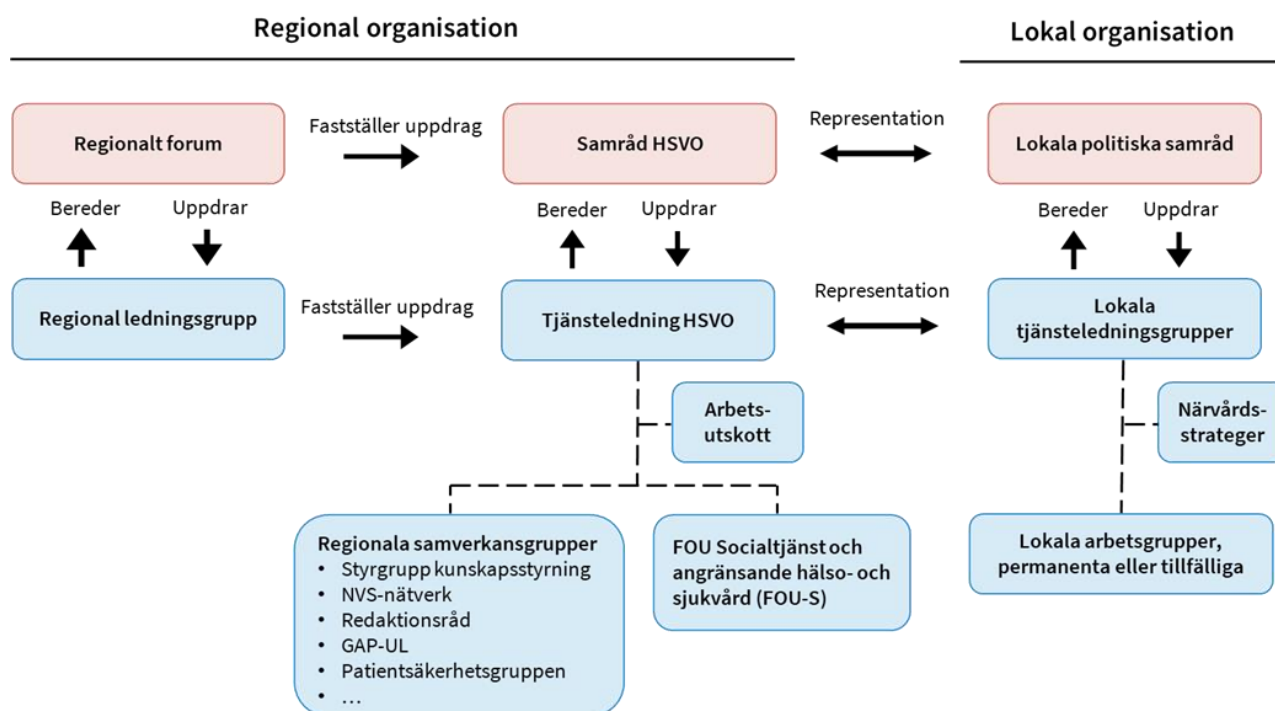 Regional organisation
Lokal organisation
Regionalt forum
Fastställer uppdrag
Samråd HSVO
Representation
Lokala politiska samråd
Bereder
Uppdrar
Bereder
Uppdrar
Bereder
Uppdrar
Regional ledningsgrupp
Fastställer uppdrag
Tjänsteledning HSVO
Representation
Lokala
tjänsteledningsgrupper
Arbets-
utskott
Närvårds-
strateger
Regionala samverkansgrupper
• Styrgrupp kunskapsstyrning
• NVS-nätverk
• Redaktionsråd
• GAP-UL
• Patientsäkerhetsgruppen
• …
FOU Socialtjänst och
angränsande hälso- och
sjukvård (FOU-S)
Lokala arbetsgrupper,
permanenta eller tillfälliga